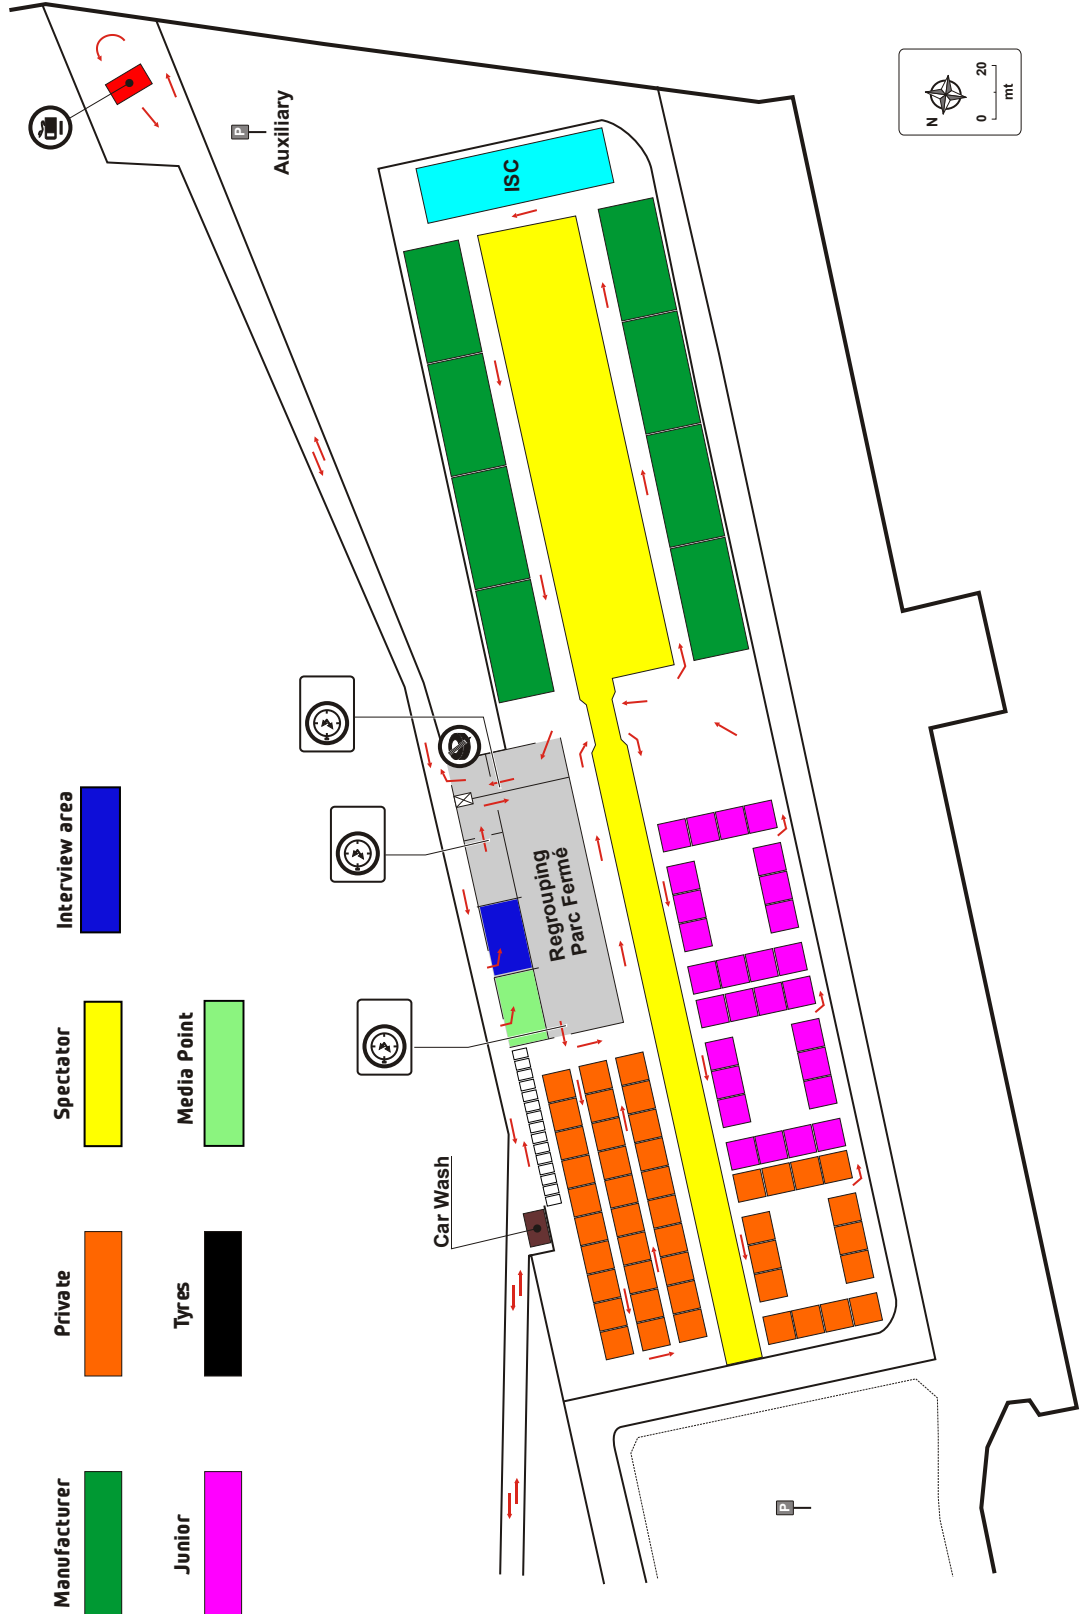 Manufacturer
Private
Spectator
Interview area
Junior
Tyres
Media Point
Car Wash
Regrouping
Parc Fermé
ISC
P
Auxiliary
P
N
0
20
mt